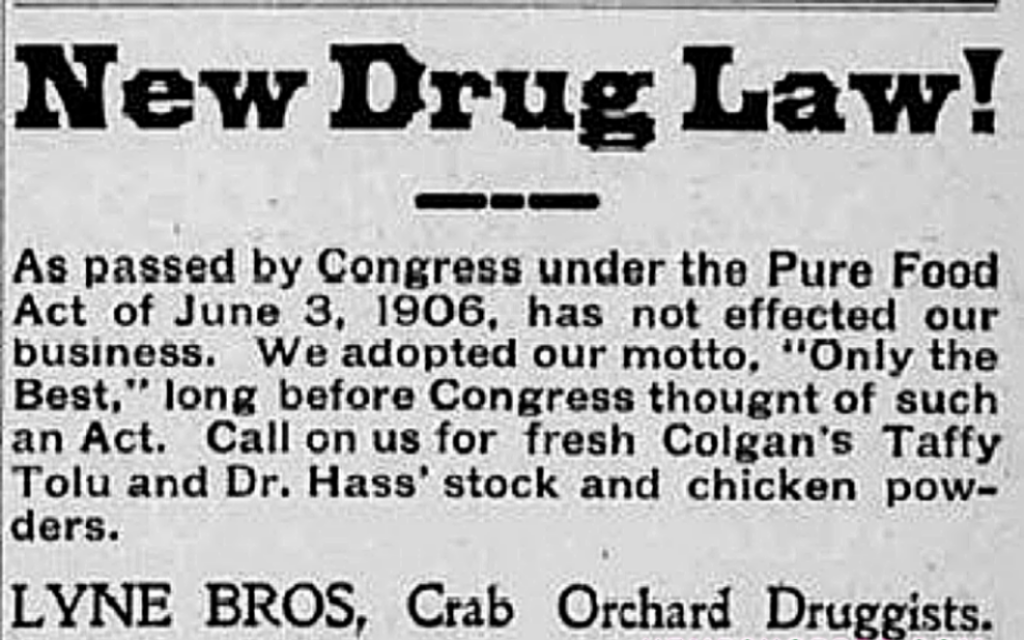 New Drug Law!
As passed by Congress under the Pure Food
Act of June 3, 1906, has not effected our
business. We adopted our motto, "Only the
Best," long before Congress thougnt of such
an Act. Call on us for fresh Colgan's Taffy
Tolu and Dr. Hass' stock and chicken pow-
ders.
LYNE BROS, Crab Orchard Druggists.